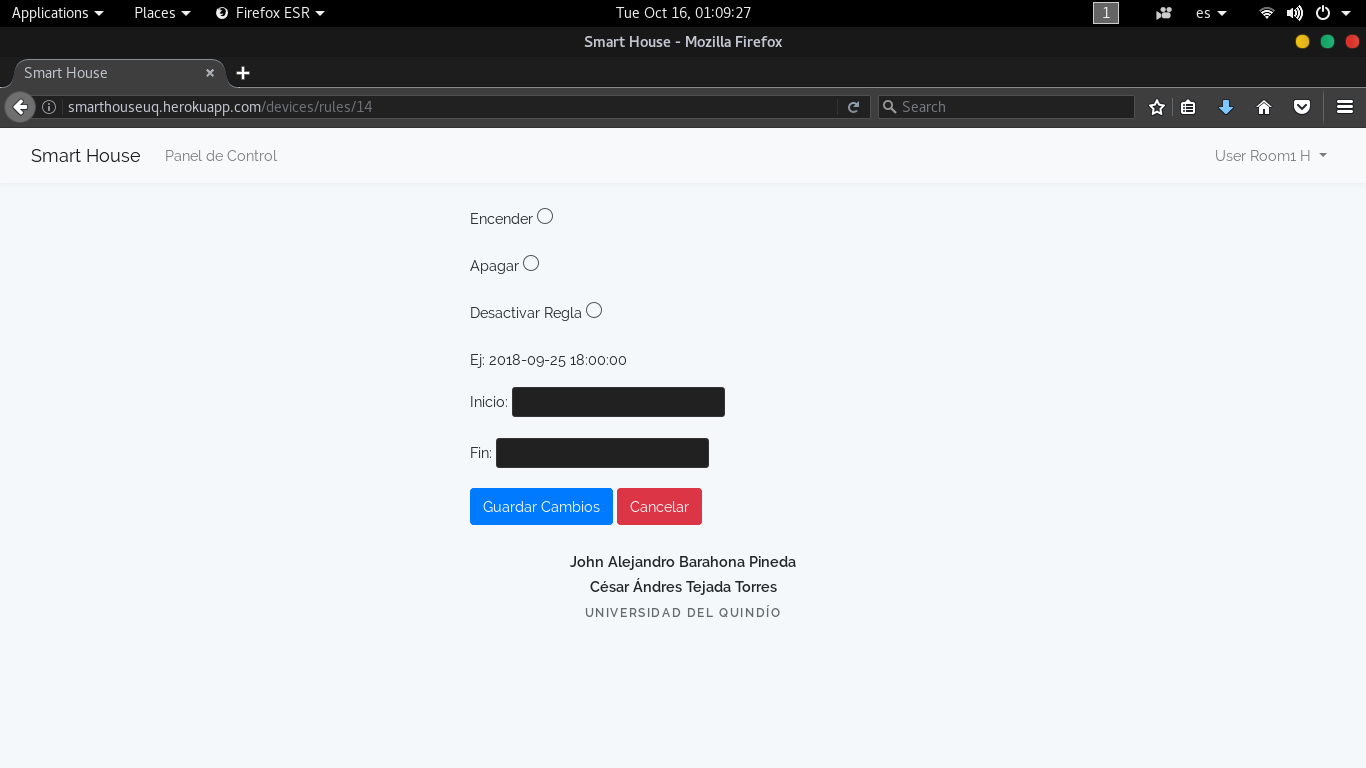 Applications Places Firefox ESR Tue Oct 16, 01:09:27 1 es
Smart House - Mozilla Firefox
Smart House
smarthouseuq.herokuapp.com/devices/rules/14 Search
Smart House Panel de Control User Room1 H
Encender
Apagar
Desactivar Regla
Ej: 2018-09-25 18:00:00
Inicio:
Fin:
Guardar Cambios Cancelar
John Alejandro Barahona Pineda
César Ándres Tejada Torres
UNIVERSIDAD DEL QUINDÍO